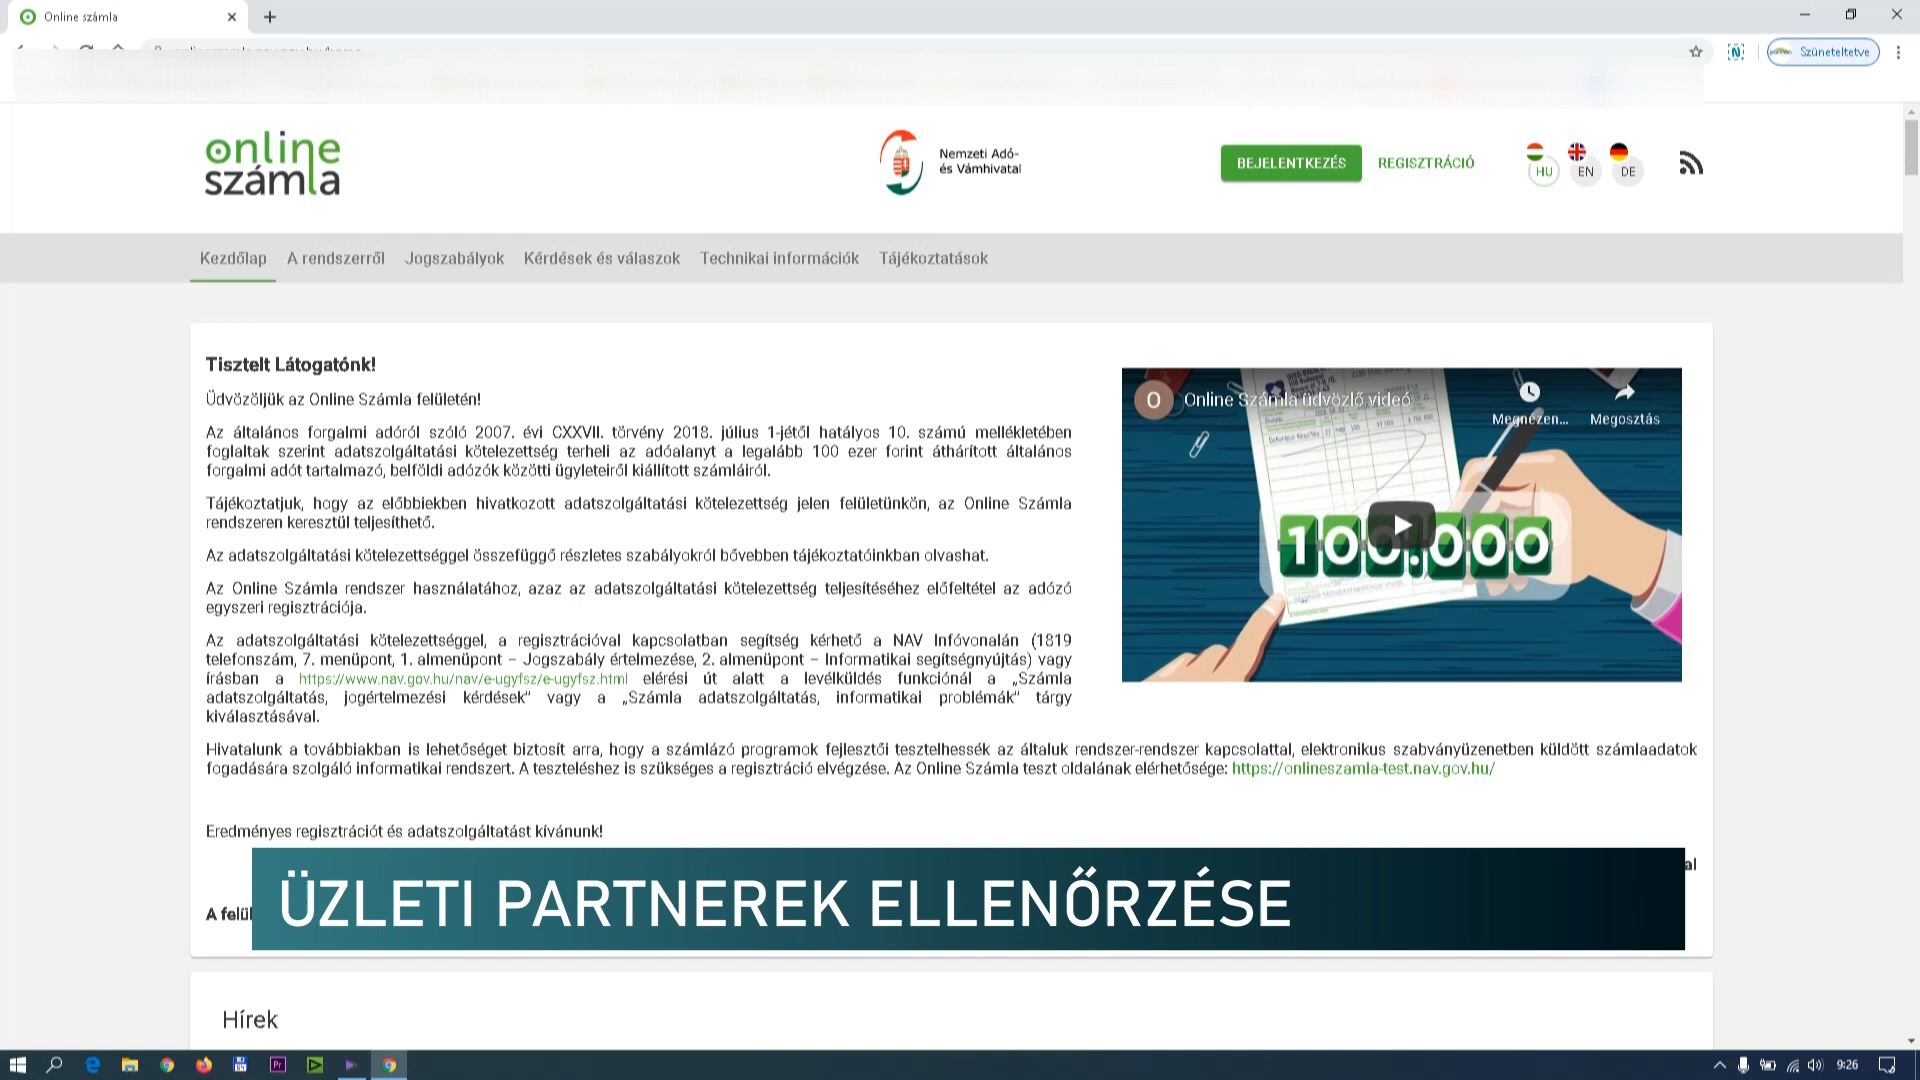 Online számla
Szüneteltetve
online
számla
Nemzeti Adó-
és Vámhivatal
BEJELENTKEZÉS
REGISZTRÁCIÓ
HU
EN
DE
Kezdőlap
A rendszerről
Jogszabályok
Kérdések és válaszok
Technikai információk
Tájékoztatások
Tisztelt Látogatónk!
Üdvözöljük az Online Számla felületén!
Az általános forgalmi adóról szóló 2007. évi CXXVII. törvény 2018. július 1-jétől hatályos 10. számú mellékletében
foglaltak szerint adatszolgáltatási kötelezettség terheli az adóalanyt a legalább 100 ezer forint áthárított általános
forgalmi adót tartalmazó, belföldi adózók közötti ügyleteiről kiállított számláiról.
Tájékoztatjuk, hogy az előbbiekben hivatkozott adatszolgáltatási kötelezettség jelen felületünkön, az Online Számla
rendszeren keresztül teljesíthető.
Az adatszolgáltatási kötelezettséggel összefüggő részletes szabályokról bővebben tájékoztatóinkban olvashat.
Az Online Számla rendszer használatához, azaz az adatszolgáltatási kötelezettség teljesítéséhez előfeltétel az adózó
egyszeri regisztrációja.
Az adatszolgáltatási kötelezettséggel, a regisztrációval kapcsolatban segítség kérhető a NAV Infóvonalán (1819
telefonszám, 7. menüpont, 1. almenüpont – Jogszabály értelmezése, 2. almenüpont – Informatikai segítségnyújtás) vagy
írásban a https://www.nav.gov.hu/nav/e-ugyfsz/e-ugyfsz.html elérési út alatt a levélküldés funkciónál a „Számla
adatszolgáltatás, jogértelmezési kérdések” vagy a „Számla adatszolgáltatás, informatikai problémák” tárgy
kiválasztásával.
O
Online Számla üdvözlő videó
Megnézen...
Megosztás
100.000
Hivatalunk a továbbiakban is lehetőséget biztosít arra, hogy a számlázó programok fejlesztői tesztelhessék az általuk rendszer-rendszer kapcsolattal, elektronikus szabványüzenetben küldött számlaadatok
fogadására szolgáló informatikai rendszert. A teszteléshez is szükséges a regisztráció elvégzése. Az Online Számla teszt oldalának elérhetősége: https://onlineszamla-test.nav.gov.hu/
Eredményes regisztrációt és adatszolgáltatást kívánunk!
al
A felül
ÜZLETI PARTNEREK ELLENŐRZÉSE
Hírek
9:26